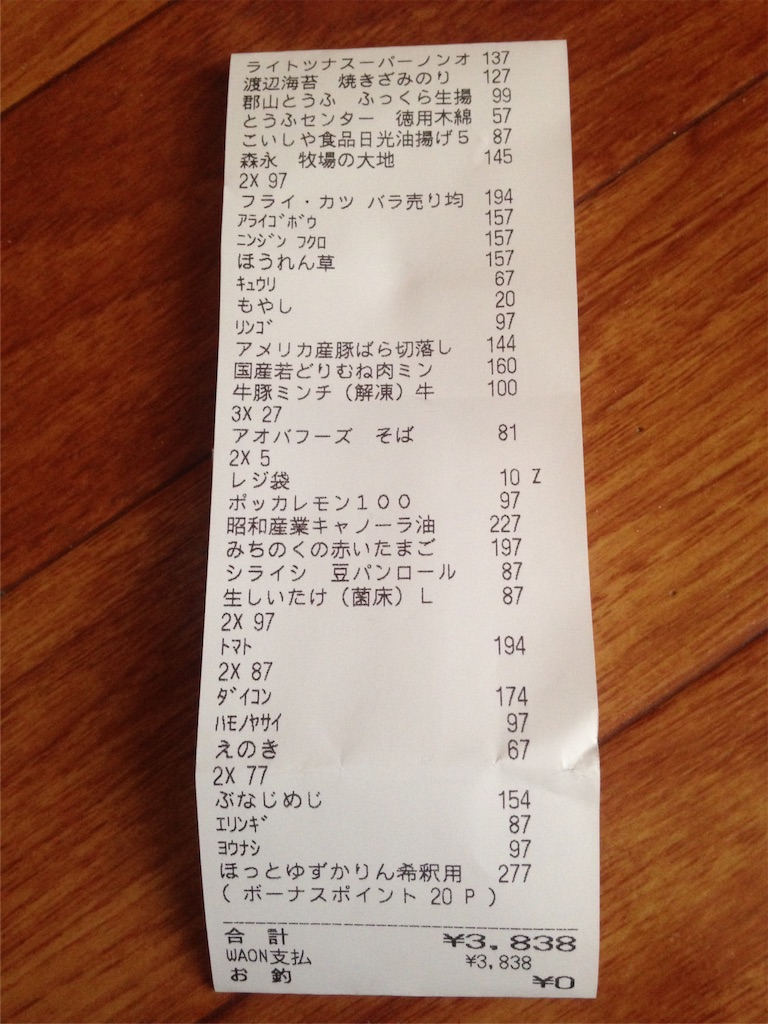 ライトツナスーパーノンオ 137
渡辺海苔 焼きざみのり 127
郡山とうふ ふっくら生揚 99
とうふセンター 徳用木綿 57
こいしや食品日光油揚げ5 87
森永 牧場の大地 145
2X 97
フライ・カツ バラ売り均 194
ｱﾗｲｺﾞﾎﾞｳ 157
ﾆﾝｼﾞﾝ ﾌｸﾛ 157
ほうれん草 157
ｷｭｳﾘ 67
もやし 20
ﾘﾝｺﾞ 97
アメリカ産豚ばら切落し 144
国産若どりむね肉ミン 160
牛豚ミンチ（解凍）牛 100
3X 27
アオバフーズ そば 81
2X 5
レジ袋 10 Z
ポッカレモン１００ 97
昭和産業キャノーラ油 227
みちのくの赤いたまご 197
シライシ 豆パンロール 87
生しいたけ（菌床）Ｌ 87
2X 97
ﾄﾏﾄ 194
2X 87
ﾀﾞｲｺﾝ 174
ﾊﾓﾉﾔｻｲ 97
えのき 67
2X 77
ぶなじめじ 154
ｴﾘﾝｷﾞ 87
ﾖｳﾅｼ 97
ほっとゆずかりん希釈用 277
( ボーナスポイント 20 P )
合 計 ¥3,838
WAON支払 ¥3,838
お 釣 ¥0